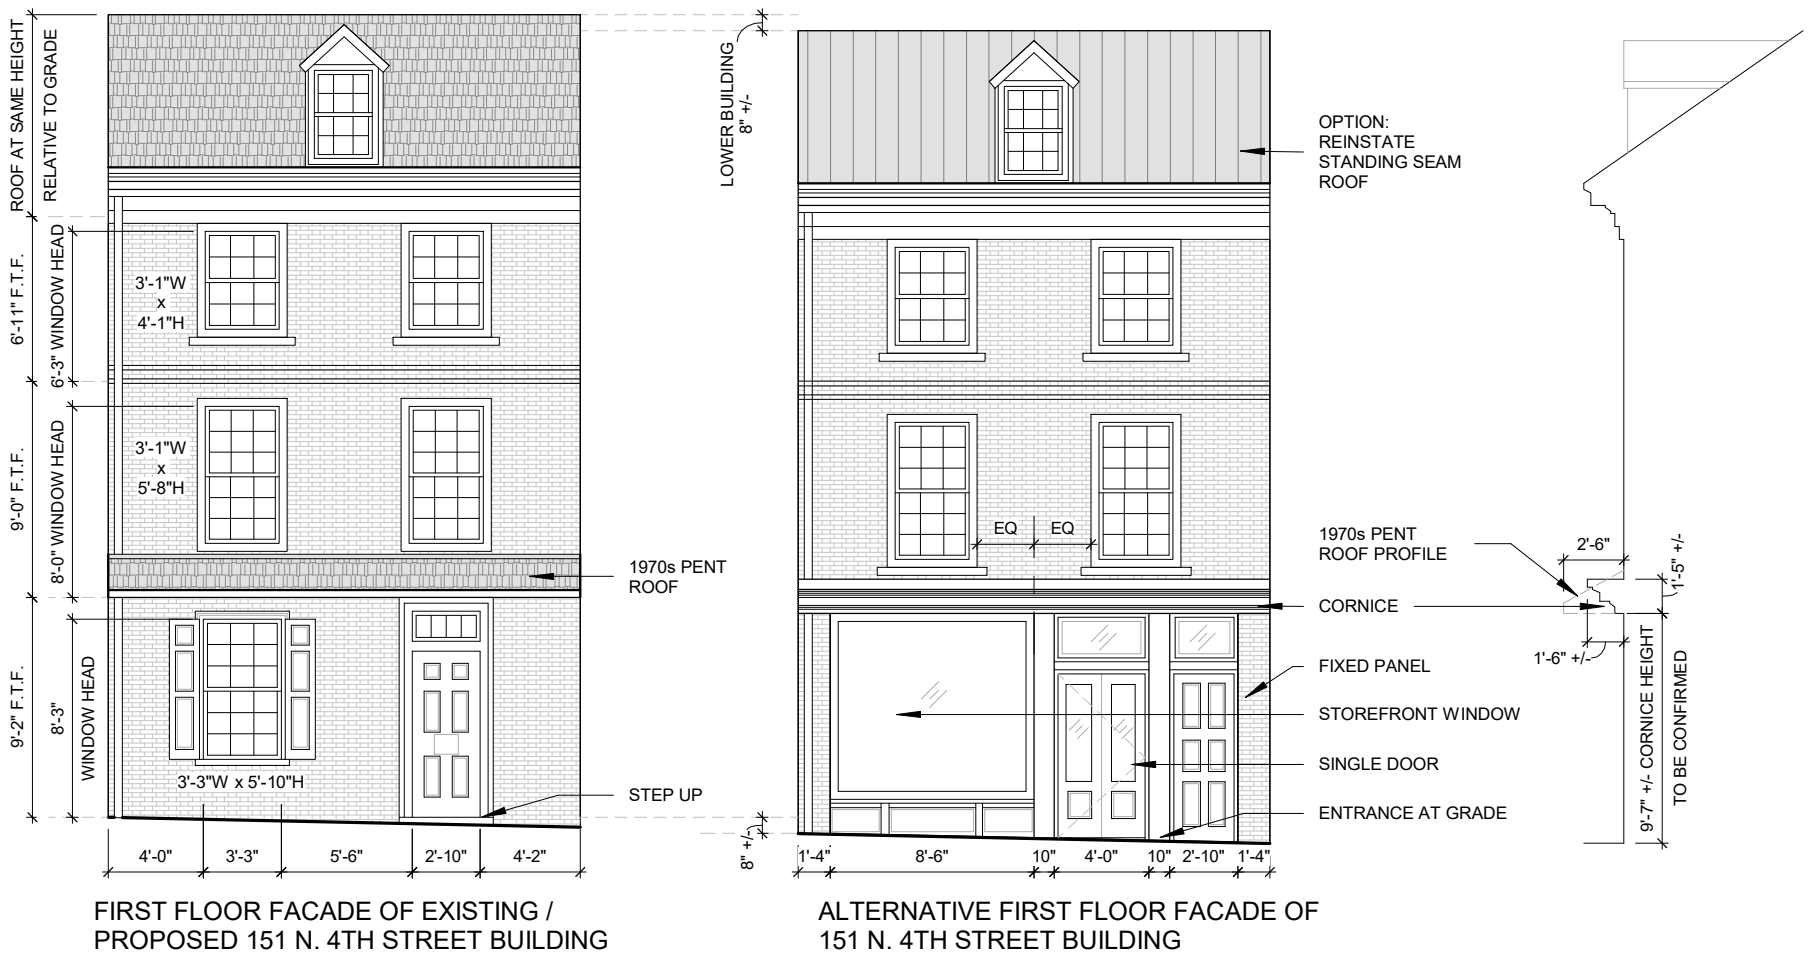 ROOF AT SAME HEIGHT
RELATIVE TO GRADE
6'-11" F.T.F.
6'-3" WINDOW HEAD
9'-0" F.T.F.
8'-0" WINDOW HEAD
9'-2" F.T.F.
8'-3"
WINDOW HEAD
3'-1"W
x
4'-1"H
3'-1"W
x
5'-8"H
3'-3"W x 5'-10"H
1970s PENT
ROOF
STEP UP
4'-0"
3'-3"
5'-6"
2'-10"
4'-2"
FIRST FLOOR FACADE OF EXISTING /
PROPOSED 151 N. 4TH STREET BUILDING
LOWER BUILDING
8" +/-
8" +/-
EQ
EQ
OPTION:
REINSTATE
STANDING SEAM
ROOF
1970s PENT
ROOF PROFILE
CORNICE
FIXED PANEL
STOREFRONT WINDOW
SINGLE DOOR
ENTRANCE AT GRADE
1'-4"
8'-6"
10"
4'-0"
10"
2'-10"
1'-4"
ALTERNATIVE FIRST FLOOR FACADE OF
151 N. 4TH STREET BUILDING
2'-6"
1'-5" +/-
1'-6" +/-
9'-7" +/- CORNICE HEIGHT
TO BE CONFIRMED